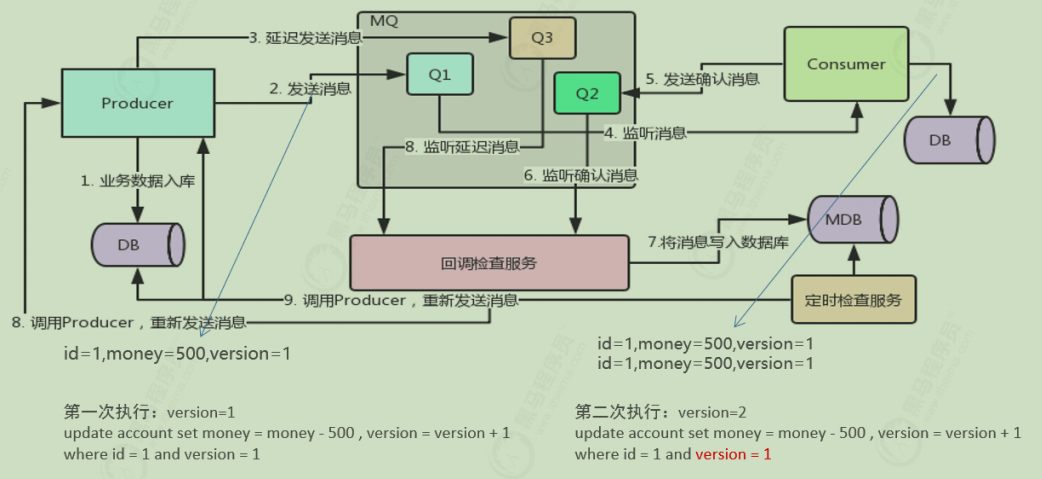 MQ
3. 延迟发送消息
Q3
Q1
2. 发送消息
Q2
5. 发送确认消息
Consumer
Producer
4. 监听消息
DB
8. 监听延迟消息
6. 监听确认消息
1. 业务数据入库
MDB
DB
回调检查服务
7.将消息写入数据库
9. 调用Producer，重新发送消息
定时检查服务
8. 调用Producer，重新发送消息
id=1,money=500,version=1
id=1,money=500,version=1
id=1,money=500,version=1
第一次执行：version=1
update account set money = money - 500 , version = version + 1
where id = 1 and version = 1
第二次执行：version=2
update account set money = money - 500 , version = version + 1
where id = 1 and version = 1
黑马程序员